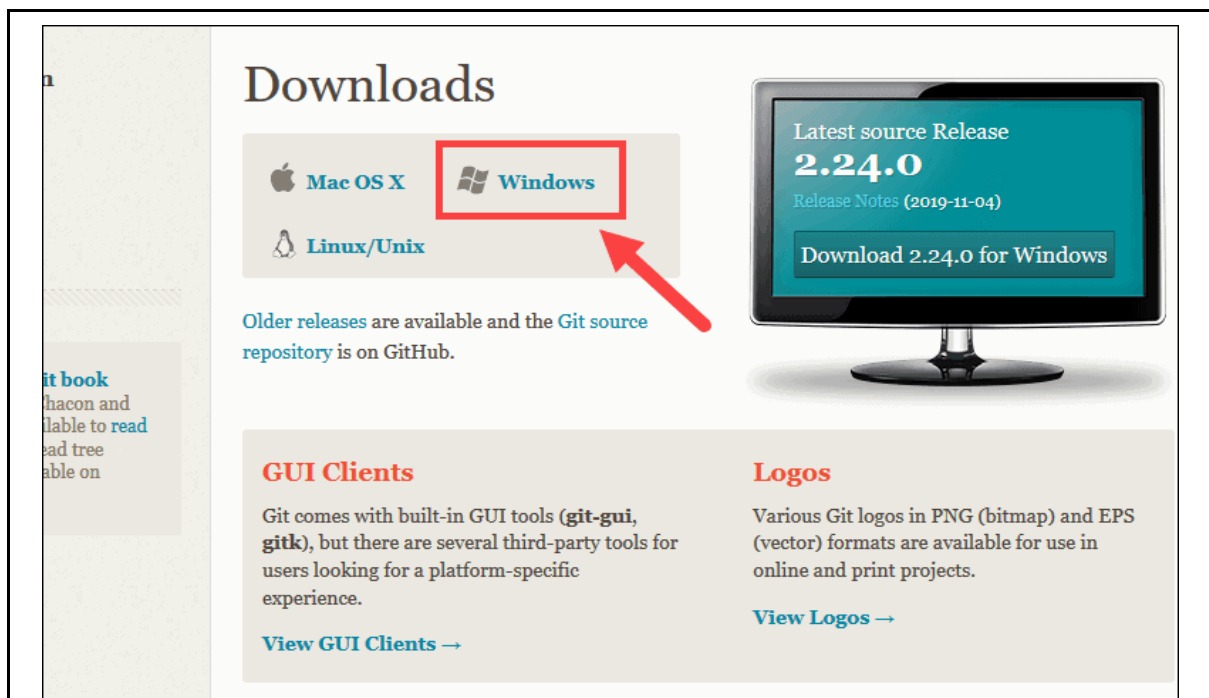 n
Downloads
Mac OS X
Windows
Linux/Unix
Older releases are available and the Git source
repository is on GitHub.
Latest source Release
2.24.0
Release Notes (2019-11-04)
Download 2.24.0 for Windows
it book
hacon and
ilable to read
ead tree
able on
GUI Clients
Git comes with built-in GUI tools (git-gui,
gitk), but there are several third-party tools for
users looking for a platform-specific
experience.
View GUI Clients →
Logos
Various Git logos in PNG (bitmap) and EPS
(vector) formats are available for use in
online and print projects.
View Logos →